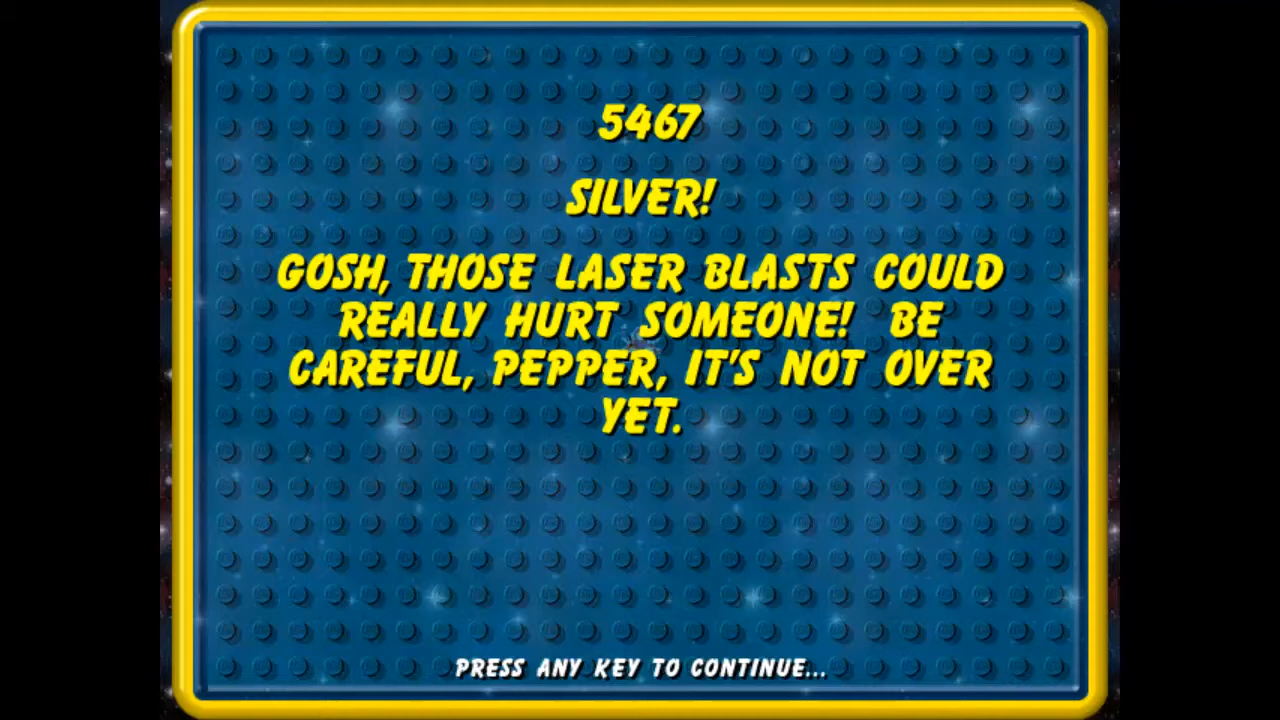 5467
SILVER!
GOSH, THOSE LASER BLASTS COULD
REALLY HURT SOMEONE! BE
CAREFUL, PEPPER, IT'S NOT OVER
YET.
PRESS ANY KEY TO CONTINUE...